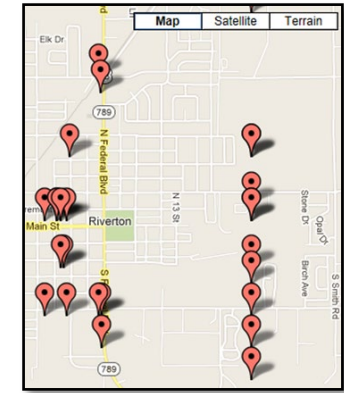 Map Satellite Terrain
Elk Dr
789
N Federal Blvd
N 13 St
Stone Dr
Opal
Main St
Riverton
Birch Ave
S Smith Rd
789